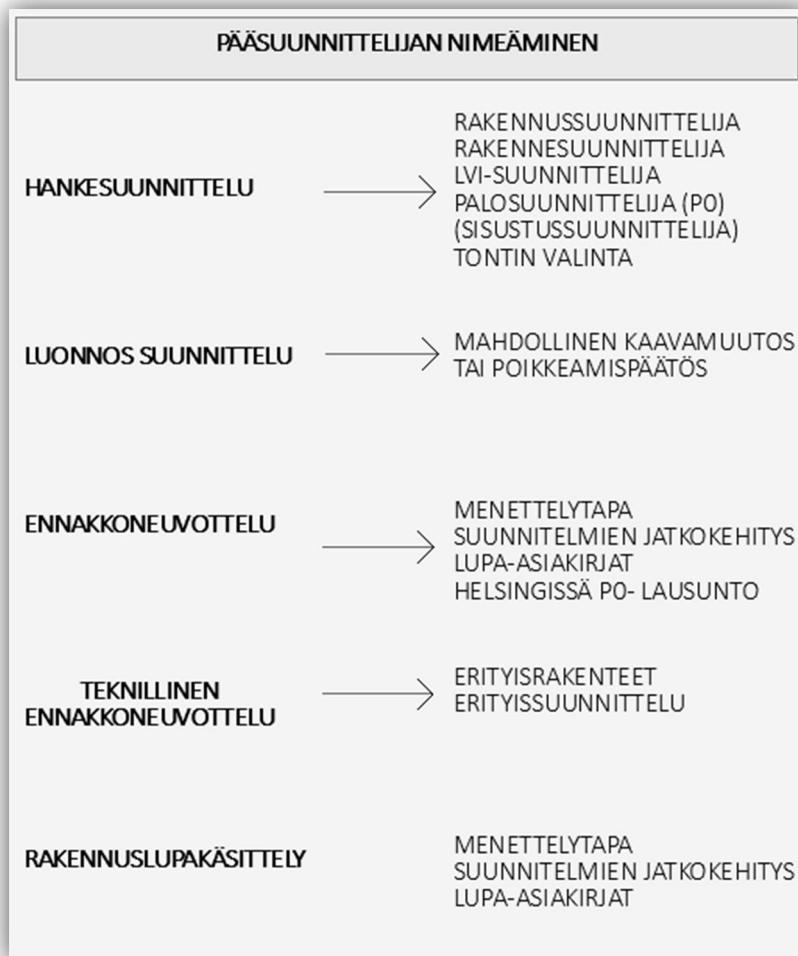 PÄÄSUUNNITTELIJAN NIMEÄMINEN
HANKESUUNNITTELU
RAKENNUSSUUNNITTELIJA
RAKENNESUUNNITTELIJA
LVI-SUUNNITTELIJA
PALOSUUNNITTELIJA (P0)
(SISUSTUSSUUNNITTELIJA)
TONTIN VALINTA
LUONNOS SUUNNITTELU
MAHDOLLINEN KAAVAMUUTOS
TAI POIKKEAMISPÄÄTÖS
ENNAKKONEUVOTTELU
MENETTELYTAPA
SUUNNITELMIEN JATKOKEHITYS
LUPA-ASIAKIRJAT
HELSINGISSÄ P0- LAUSUNTO
TEKNILLINEN
ENNAKKONEUVOTTELU
ERITYISRAKENTEET
ERITYISSUUNNITTELU
RAKENNUSLUPAKÄSITTELY
MENETTELYTAPA
SUUNNITELMIEN JATKOKEHITYS
LUPA-ASIAKIRJAT